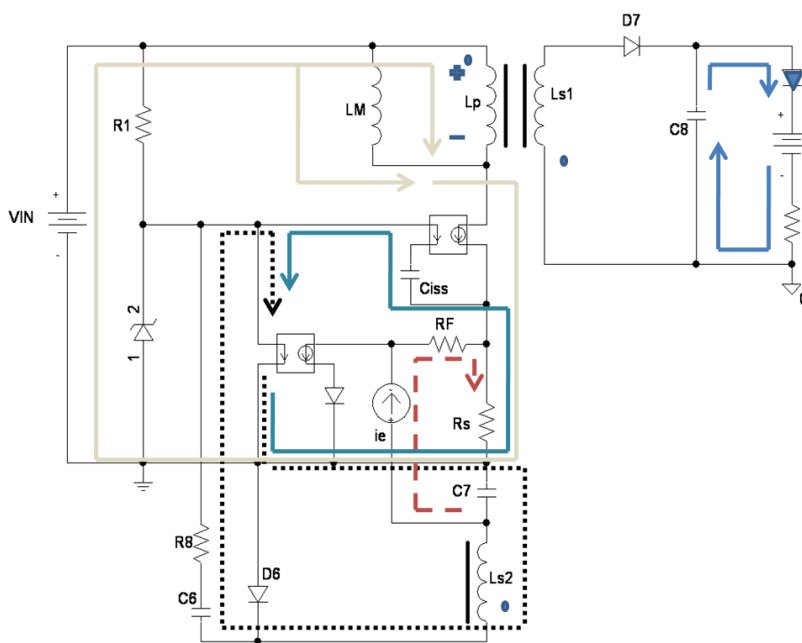 D7
+
LM
Lp
-
Ls1
R1
C8
+
-
+
VIN
-
Ciss
2
1
RF
ie
-
+
Rs
C7
R8
D6
Ls2
C6